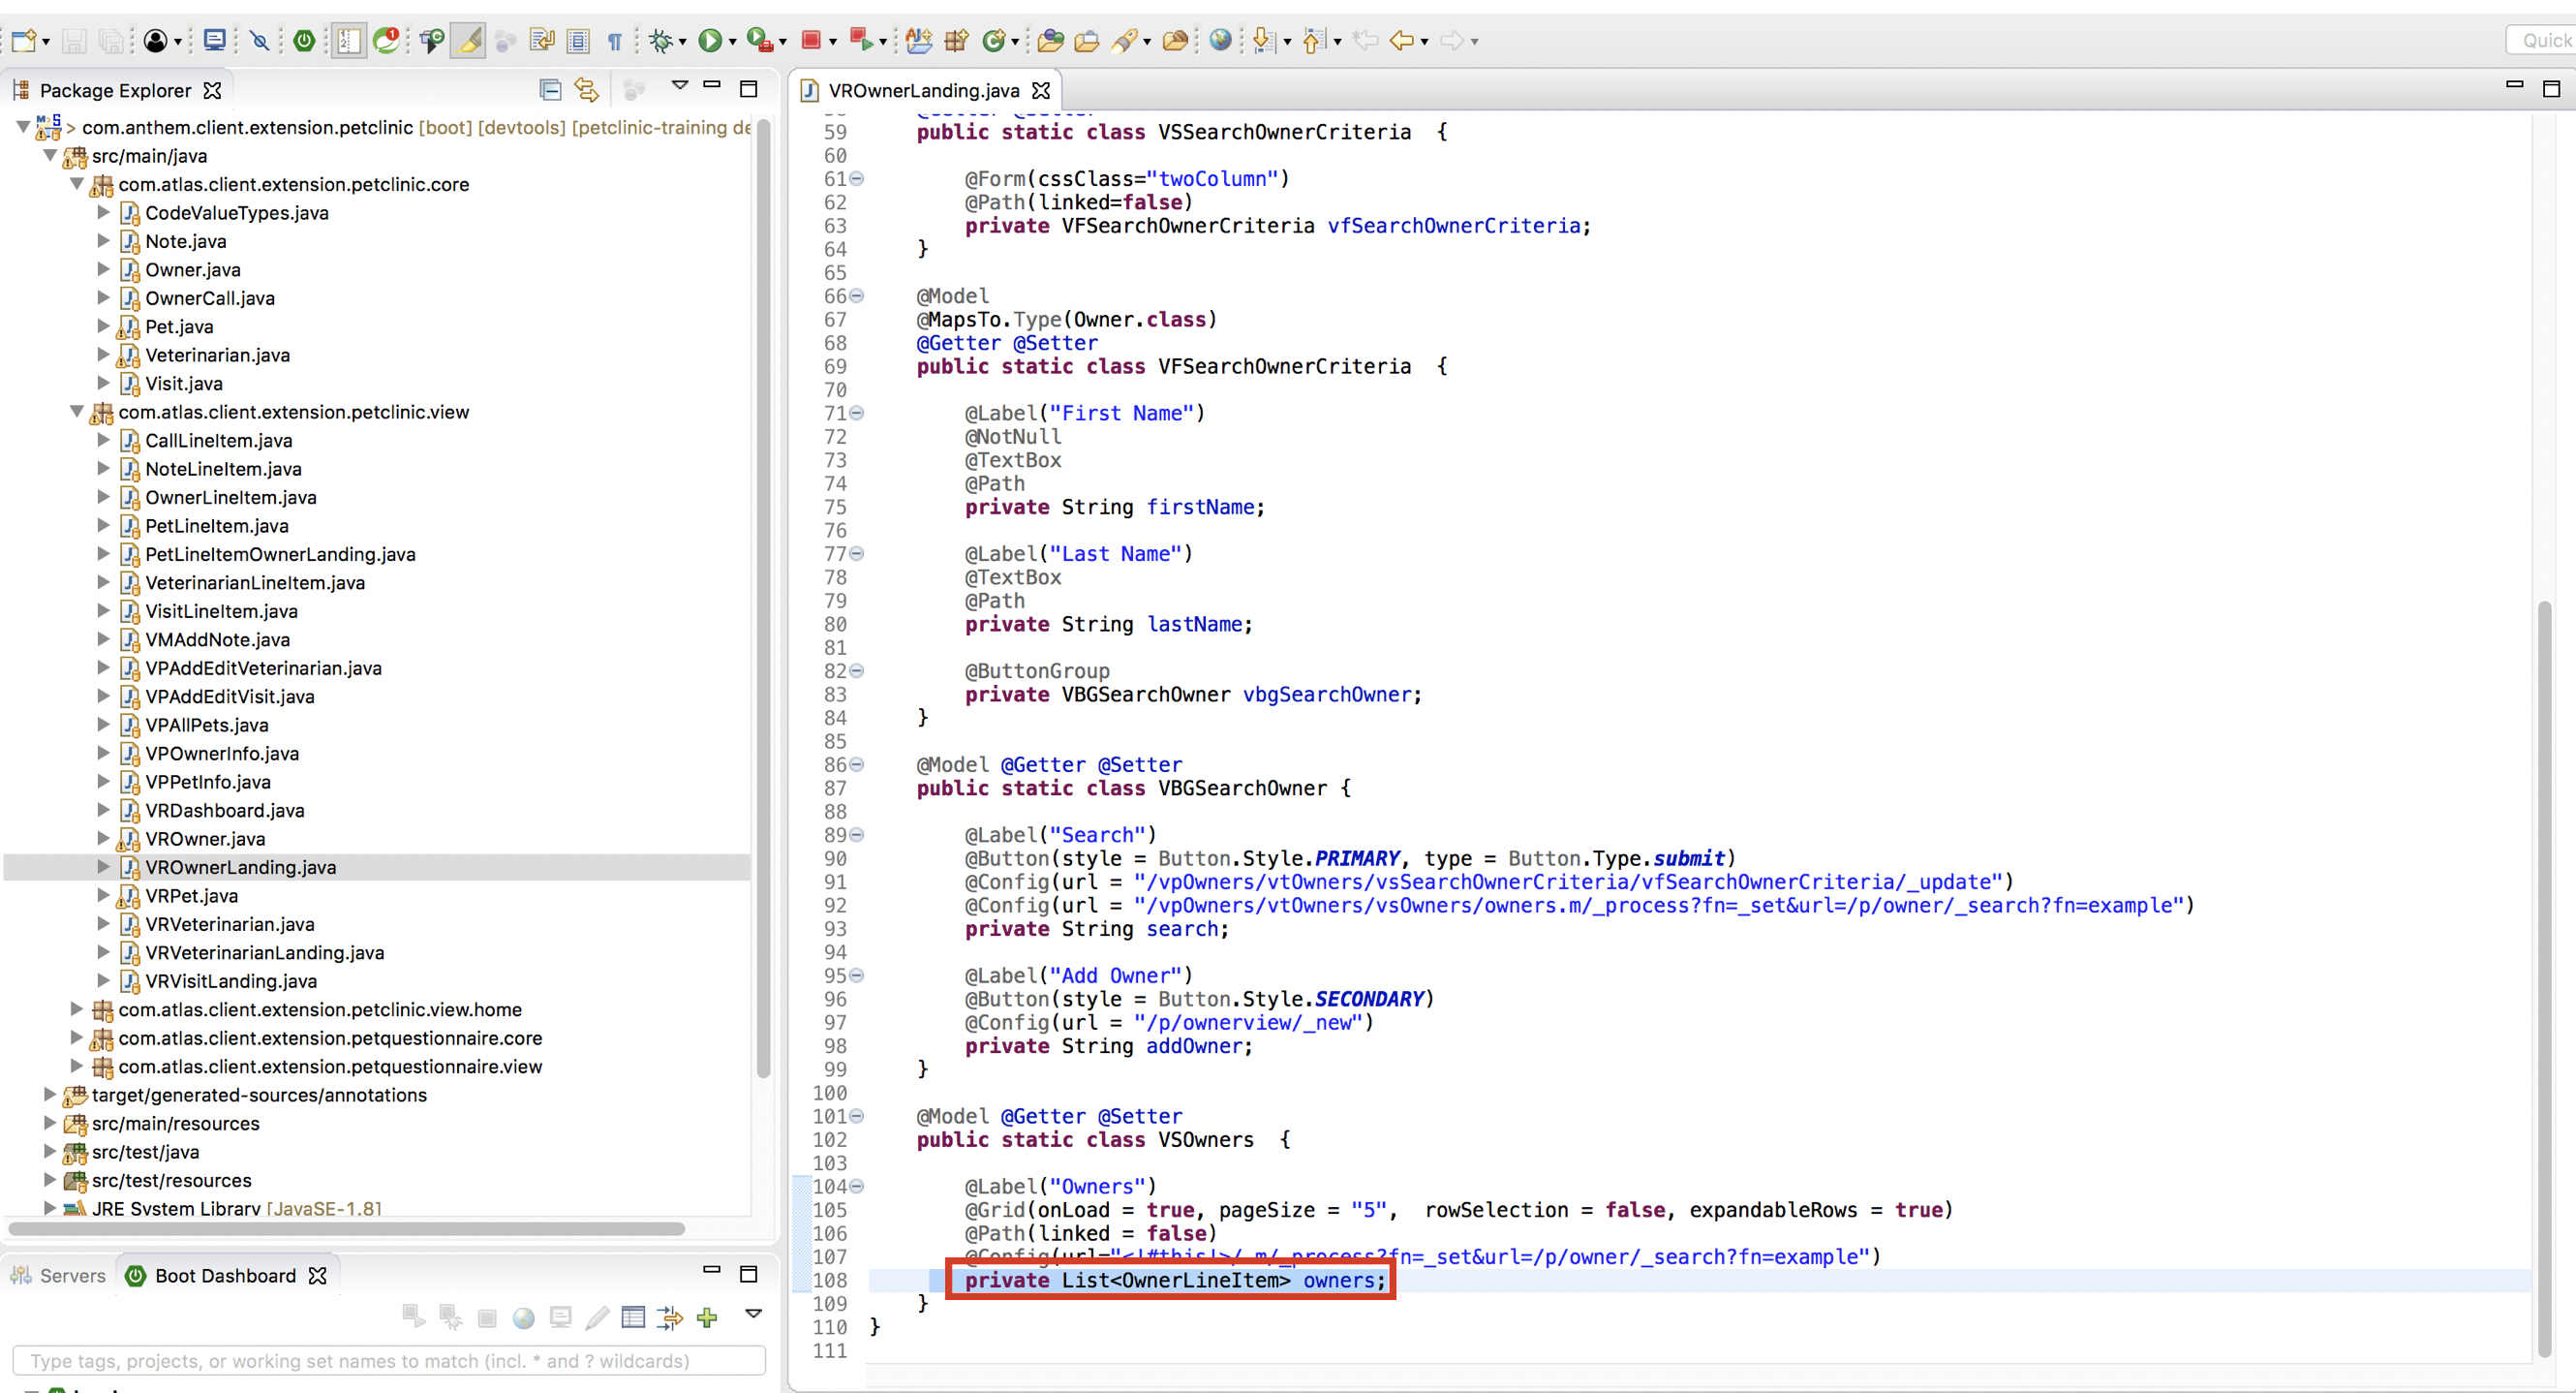 Quick
Package Explorer
> com.anthem.client.extension.petclinic [boot] [devtools] [petclinic-training de
src/main/java
com.atlas.client.extension.petclinic.core
CodeValueTypes.java
Note.java
Owner.java
OwnerCall.java
Pet.java
Veterinarian.java
Visit.java
com.atlas.client.extension.petclinic.view
CallLineItem.java
NoteLineItem.java
OwnerLineItem.java
PetLineItem.java
PetLineItemOwnerLanding.java
VeterinarianLineItem.java
VisitLineItem.java
VMAddNote.java
VPAddEditVeterinarian.java
VPAddEditVisit.java
VPAllPets.java
VPOwnerInfo.java
VPPetInfo.java
VRDashboard.java
VROwner.java
VROwnerLanding.java
VRPet.java
VRVeterinarian.java
VRVeterinarianLanding.java
VRVisitLanding.java
com.atlas.client.extension.petclinic.view.home
com.atlas.client.extension.petquestionnaire.core
com.atlas.client.extension.petquestionnaire.view
target/generated-sources/annotations
src/main/resources
src/test/java
src/test/resources
JRE System Library [JavaSE-1.8]
Servers Boot Dashboard
Type tags, projects, or working set names to match (incl. * and ? wildcards)
VROwnerLanding.java
59 public static class VSSearchOwnerCriteria {
60
61 @Form(cssClass="twoColumn")
62 @Path(linked=false)
63 private VFSearchOwnerCriteria vfSearchOwnerCriteria;
64 }
65
66 @Model
67 @MapsTo.Type(Owner.class)
68 @Getter @Setter
69 public static class VFSearchOwnerCriteria {
70
71 @Label("First Name")
72 @NotNull
73 @TextBox
74 @Path
75 private String firstName;
76
77 @Label("Last Name")
78 @TextBox
79 @Path
80 private String lastName;
81
82 @ButtonGroup
83 private VBGSearchOwner vbgSearchOwner;
84 }
85
86 @Model @Getter @Setter
87 public static class VBGSearchOwner {
88
89 @Label("Search")
90 @Button(style = Button.Style.PRIMARY, type = Button.Type.submit)
91 @Config(url = "/vpOwners/vtOwners/vsSearchOwnerCriteria/vfSearchOwnerCriteria/_update")
92 @Config(url = "/vpOwners/vtOwners/vsOwners/owners.m/_process?fn=_set&url=/p/owner/_search?fn=example")
93 private String search;
94
95 @Label("Add Owner")
96 @Button(style = Button.Style.SECONDARY)
97 @Config(url = "/p/ownerview/_new")
98 private String addOwner;
99 }
100
101 @Model @Getter @Setter
102 public static class VSOwners {
103
104 @Label("Owners")
105 @Grid(onLoad = true, pageSize = "5", rowSelection = false, expandableRows = true)
106 @Path(linked = false)
107 @Config(url="<!#this!>/.m/_process?fn=_set&url=/p/owner/_search?fn=example")
108 private List<OwnerLineItem> owners;
109 }
110 }
111